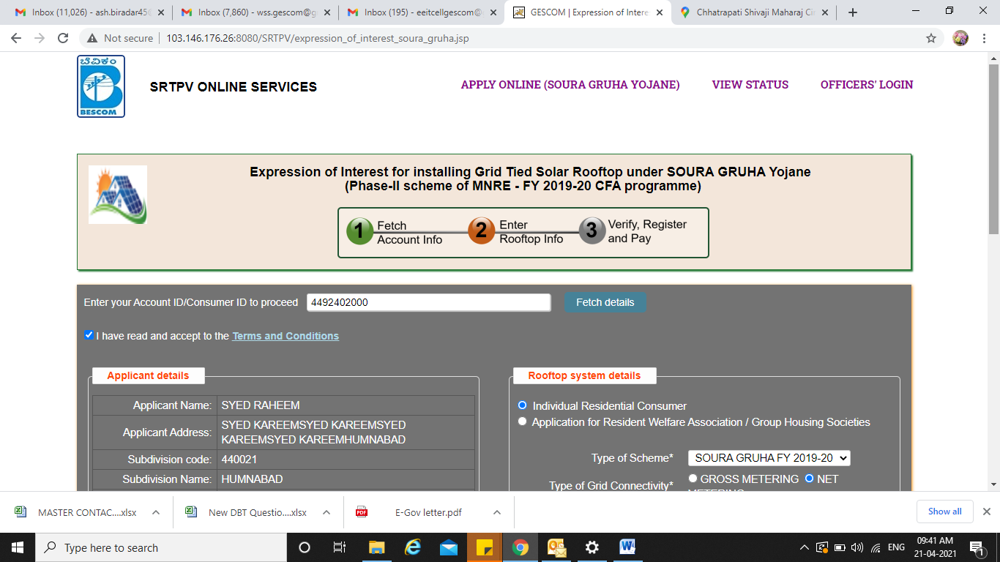 Inbox (11,026) - ash.biradar45
Inbox (7,860) - wss.gescom@g
Inbox (195) - eeitcellgescom@
GESCOM | Expression of Intere
Chhatrapati Shivaji Maharaj Cir
Not secure | 103.146.176.26:8080/SRTPV/expression_of_interest_soura_gruha.jsp
ಬೆವಿಕಂ
BESCOM
SRTPV ONLINE SERVICES
APPLY ONLINE (SOURA GRUHA YOJANE)
VIEW STATUS
OFFICERS' LOGIN
Expression of Interest for installing Grid Tied Solar Rooftop under SOURA GRUHA Yojane
(Phase-II scheme of MNRE - FY 2019-20 CFA programme)
1 Fetch
Account Info
2 Enter
Rooftop Info
3 Verify, Register
and Pay
Enter your Account ID/Consumer ID to proceed 4492402000 Fetch details
I have read and accept to the Terms and Conditions
Applicant details
Applicant Name: SYED RAHEEM
Applicant Address: SYED KAREEMSYED KAREEMSYED
KAREEMSYED KAREEMHUMNABAD
Subdivision code: 440021
Subdivision Name: HUMNABAD
Rooftop system details
Individual Residential Consumer
Application for Resident Welfare Association / Group Housing Societies
Type of Scheme* SOURA GRUHA FY 2019-20
Type of Grid Connectivity* GROSS METERING NET
METERING
MASTER CONTAC....xlsx
New DBT Questio....xlsx
PDF E-Gov letter.pdf
Show all
Type here to search
ENG
09:41 AM
21-04-2021
1